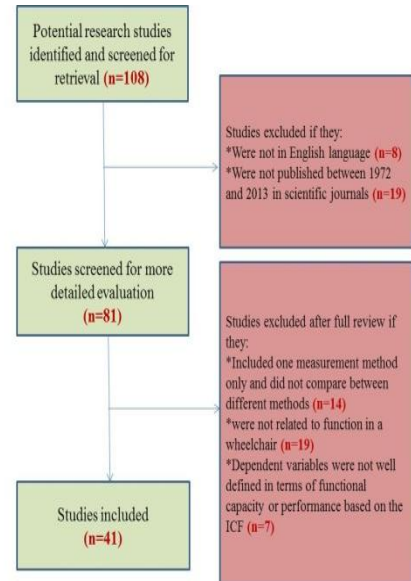 Potential research studies
identified and screened for
retrieval (n=108)
Studies excluded if they:
*Were not in English language (n=8)
*Were not published between 1972
and 2013 in scientific journals (n=19)
Studies screened for more
detailed evaluation
(n=81)
Studies excluded after full review if
they:
*Included one measurement method
only and did not compare between
different methods (n=14)
*were not related to function in a
wheelchair (n=19)
*Dependent variables were not well
defined in terms of functional
capacity or performance based on the
ICF (n=7)
Studies included
(n=41)